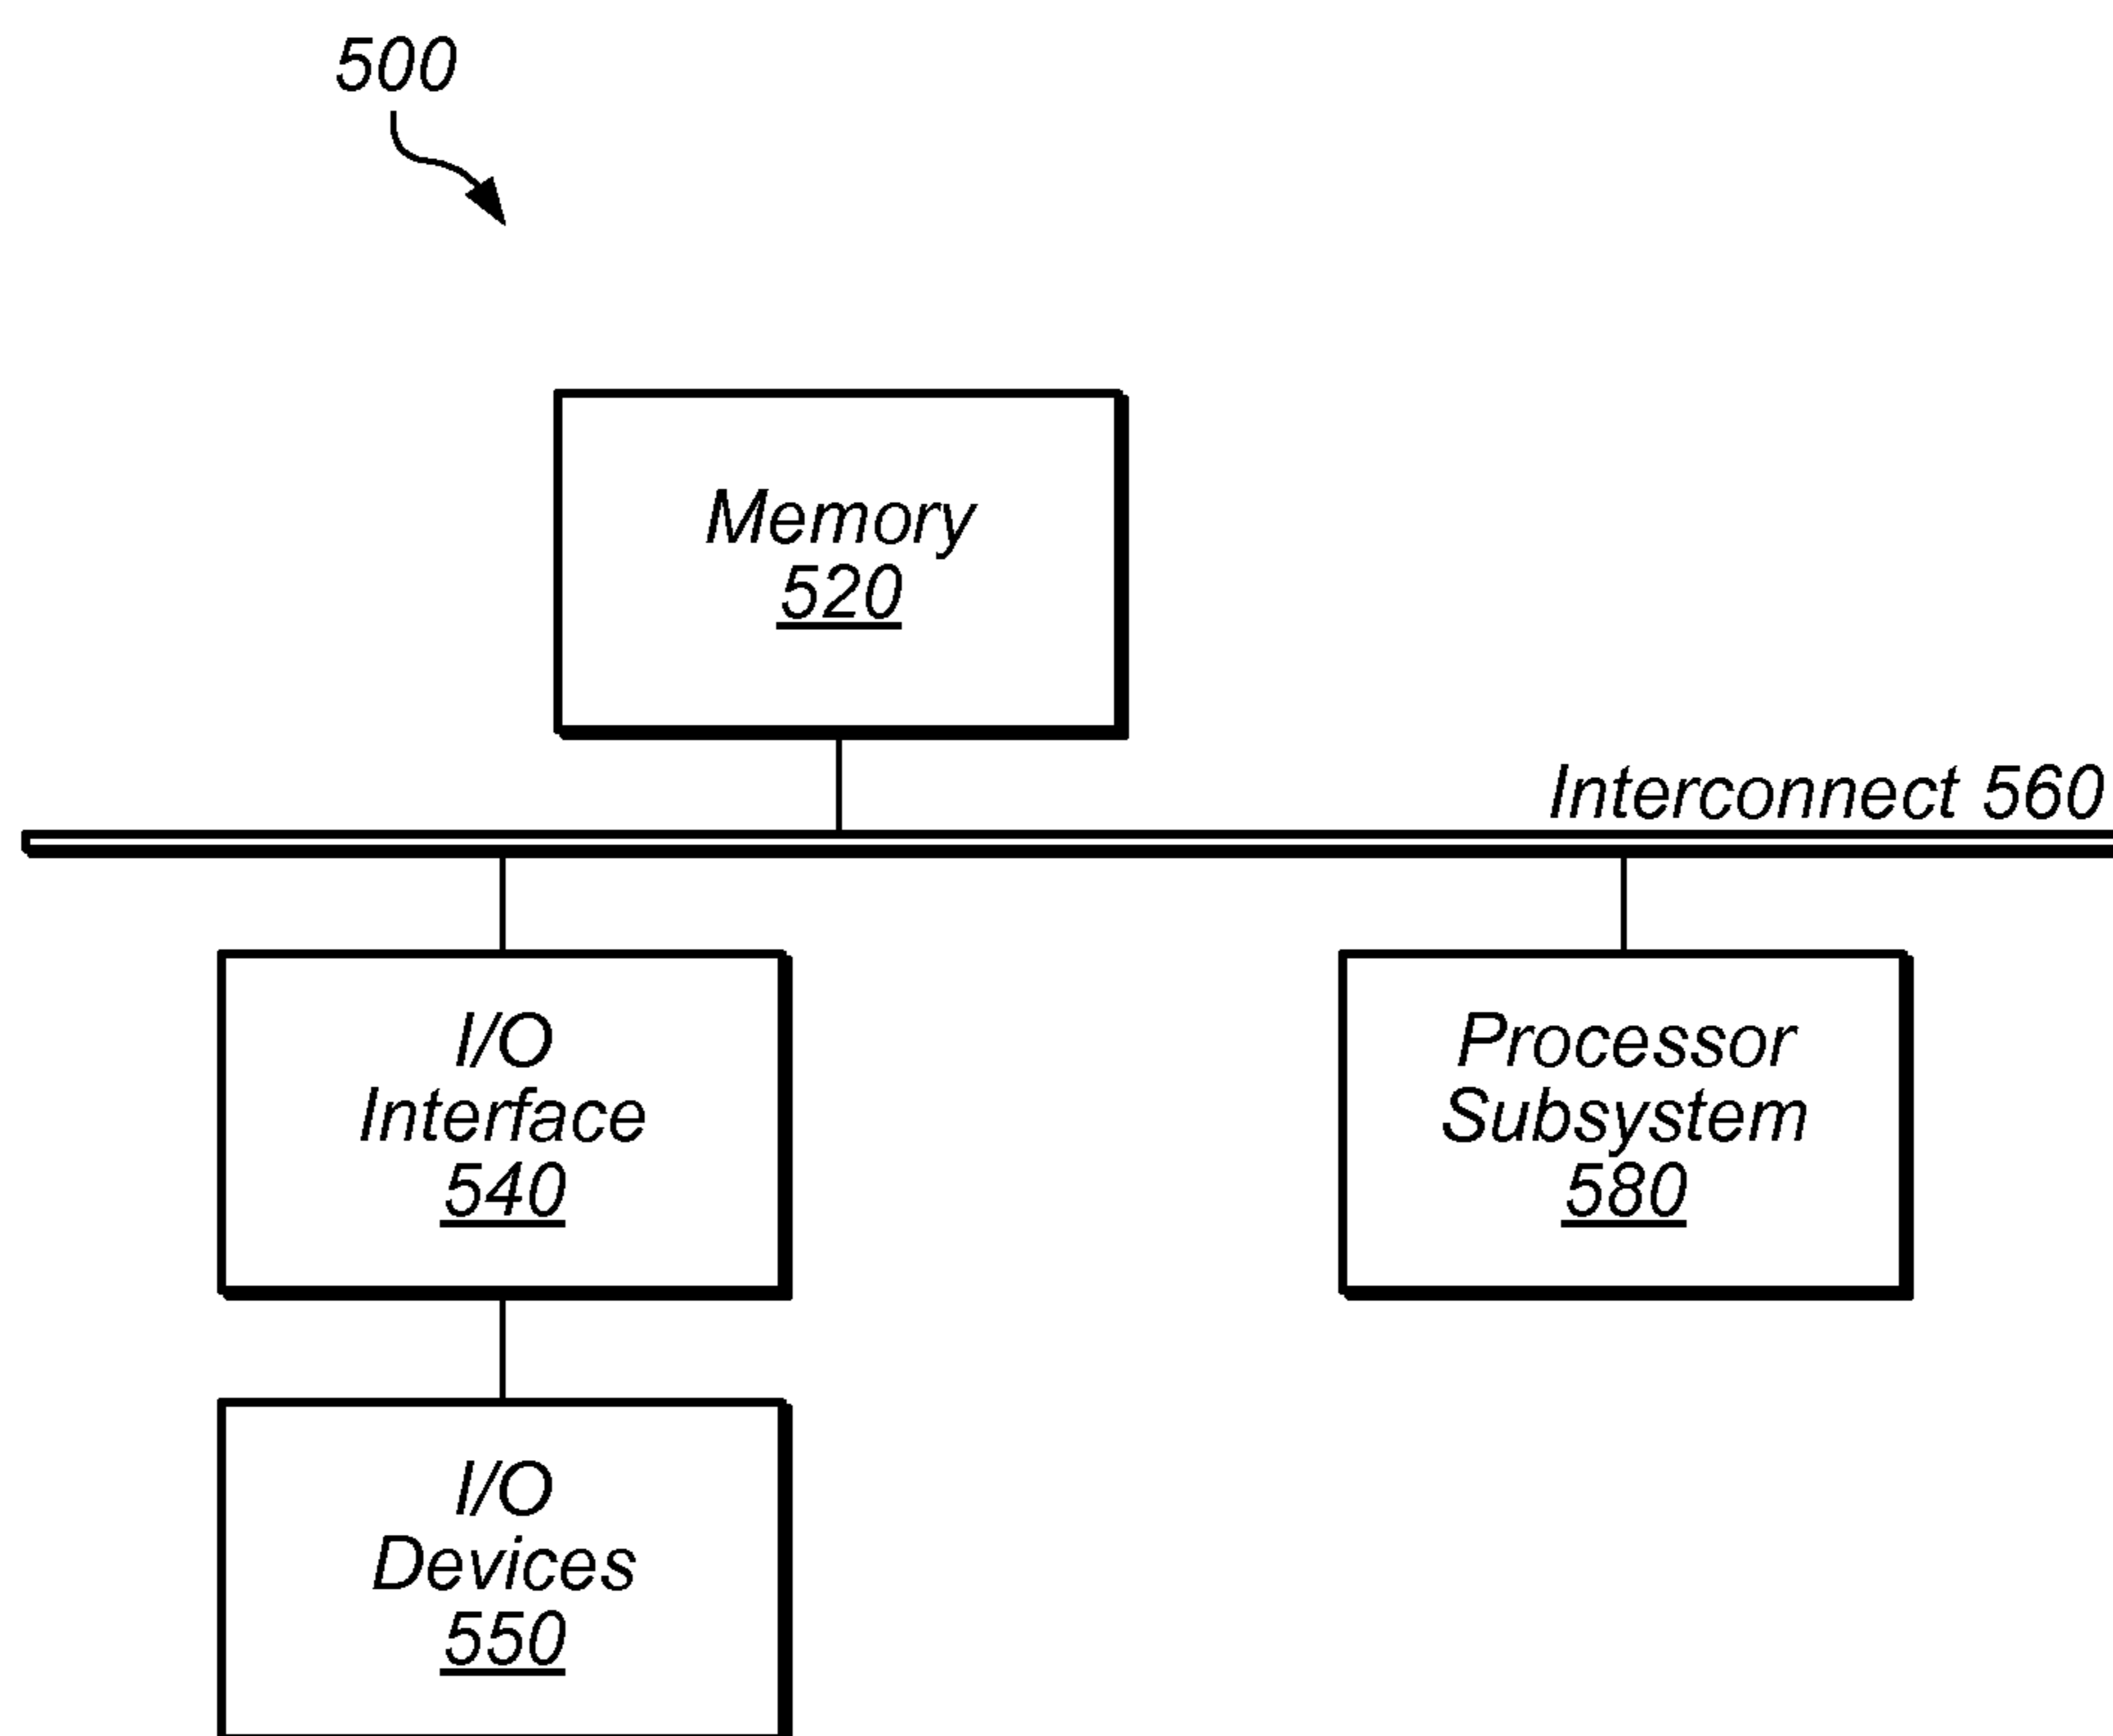 500
Memory
520
Interconnect 560
I/O
Interface
540
Processor
Subsystem
580
I/O
Devices
550